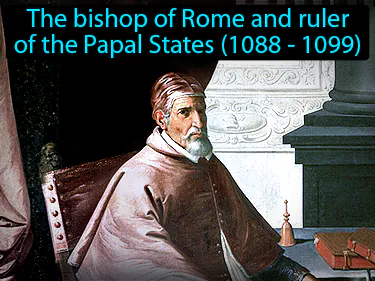 The bishop of Rome and ruler
of the Papal States (1088 - 1099)